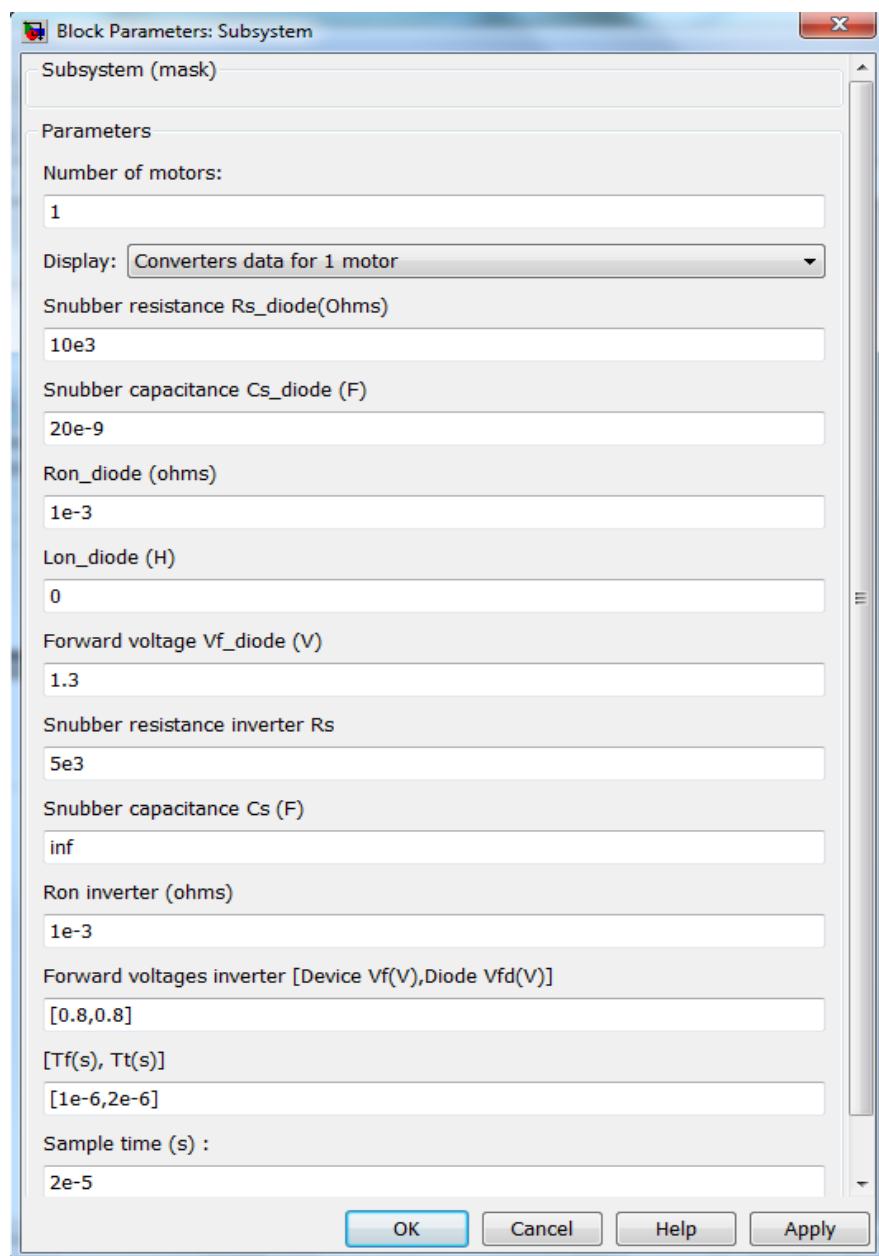 Block Parameters: Subsystem
Subsystem (mask)
Parameters
Number of motors:
1
Display: Converters data for 1 motor
Snubber resistance Rs_diode(Ohms)
10e3
Snubber capacitance Cs_diode (F)
20e-9
Ron_diode (ohms)
1e-3
Lon_diode (H)
0
Forward voltage Vf_diode (V)
1.3
Snubber resistance inverter Rs
5e3
Snubber capacitance Cs (F)
inf
Ron inverter (ohms)
1e-3
Forward voltages inverter [Device Vf(V),Diode Vfd(V)]
[0.8,0.8]
[Tf(s), Tt(s)]
[1e-6,2e-6]
Sample time (s) :
2e-5
OK Cancel Help Apply